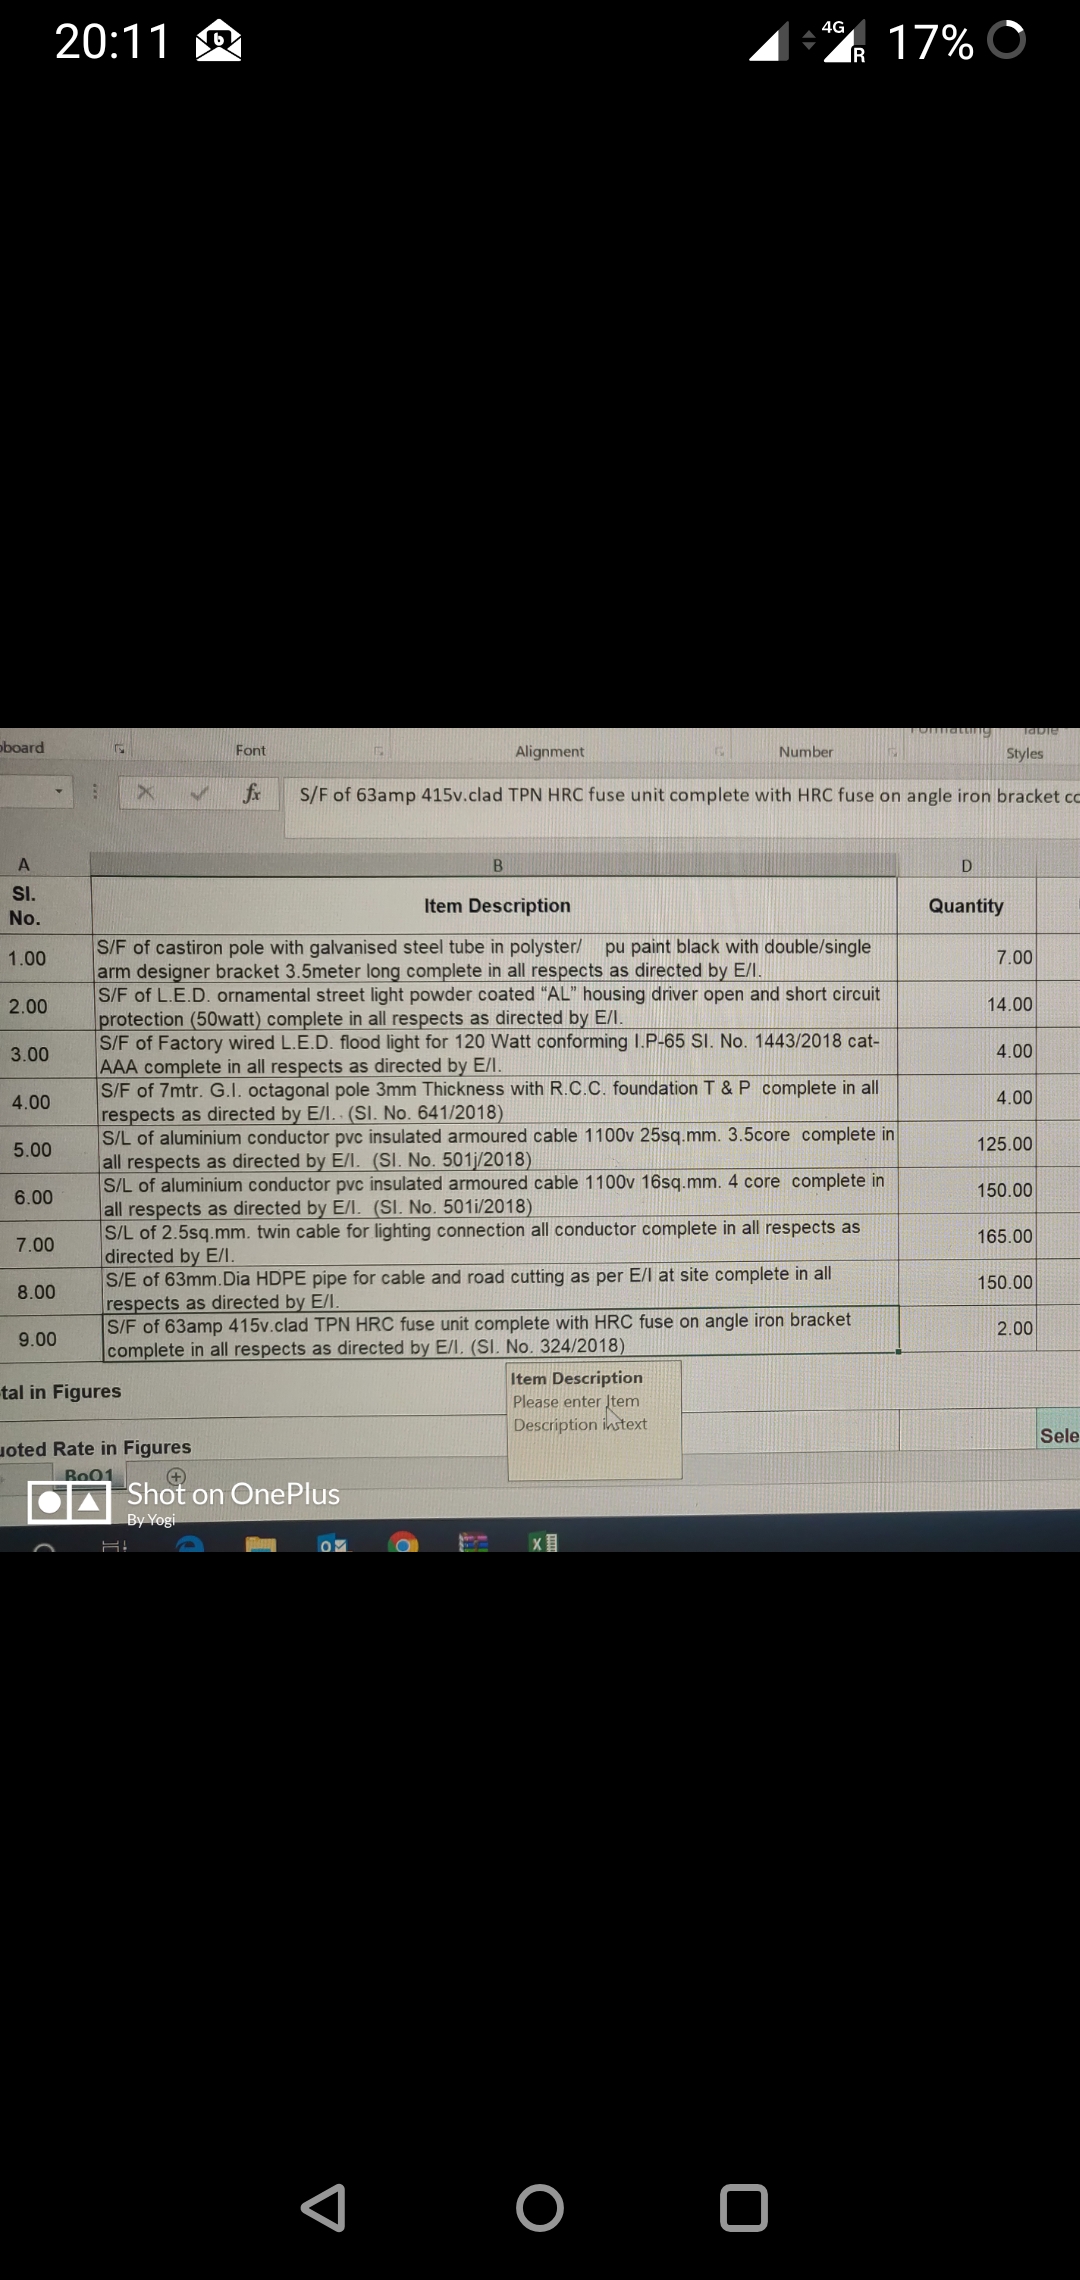 20:11
4G
R
17%
Font
Alignment
Number
Styles
fx
S/F of 63amp 415v.clad TPN HRC fuse unit complete with HRC fuse on angle iron bracket
A
B
D
Sl.
No.
Item Description
Quantity
1.00
S/F of castiron pole with galvanised steel tube in polyster/ pu paint black with double/single
arm designer bracket 3.5meter long complete in all respects as directed by E/I.
7.00
2.00
S/F of L.E.D. ornamental street light powder coated “AL” housing driver open and short circuit
protection (50watt) complete in all respects as directed by E/I.
14.00
3.00
S/F of Factory wired L.E.D. flood light for 120 Watt conforming I.P-65 SI. No. 1443/2018 cat-
AAA complete in all respects as directed by E/I.
4.00
4.00
S/F of 7mtr. G.I. octagonal pole 3mm Thickness with R.C.C. foundation T & P complete in all
respects as directed by E/I. (SI. No. 641/2018)
4.00
5.00
S/L of aluminium conductor pvc insulated armoured cable 1100v 25sq.mm. 3.5core complete in
all respects as directed by E/I. (SI. No. 501j/2018)
125.00
6.00
S/L of aluminium conductor pvc insulated armoured cable 1100v 16sq.mm. 4 core complete in
all respects as directed by E/I. (SI. No. 501i/2018)
150.00
7.00
S/L of 2.5sq.mm. twin cable for lighting connection all conductor complete in all respects as
directed by E/I.
165.00
8.00
S/E of 63mm.Dia HDPE pipe for cable and road cutting as per E/I at site complete in all
respects as directed by E/I.
150.00
9.00
S/F of 63amp 415v.clad TPN HRC fuse unit complete with HRC fuse on angle iron bracket
complete in all respects as directed by E/I. (SI. No. 324/2018)
2.00
Item Description
Please enter Item
Description in text
tal in Figures
uoted Rate in Figures
Sele
BoQ1
Shot on OnePlus
By Yogi